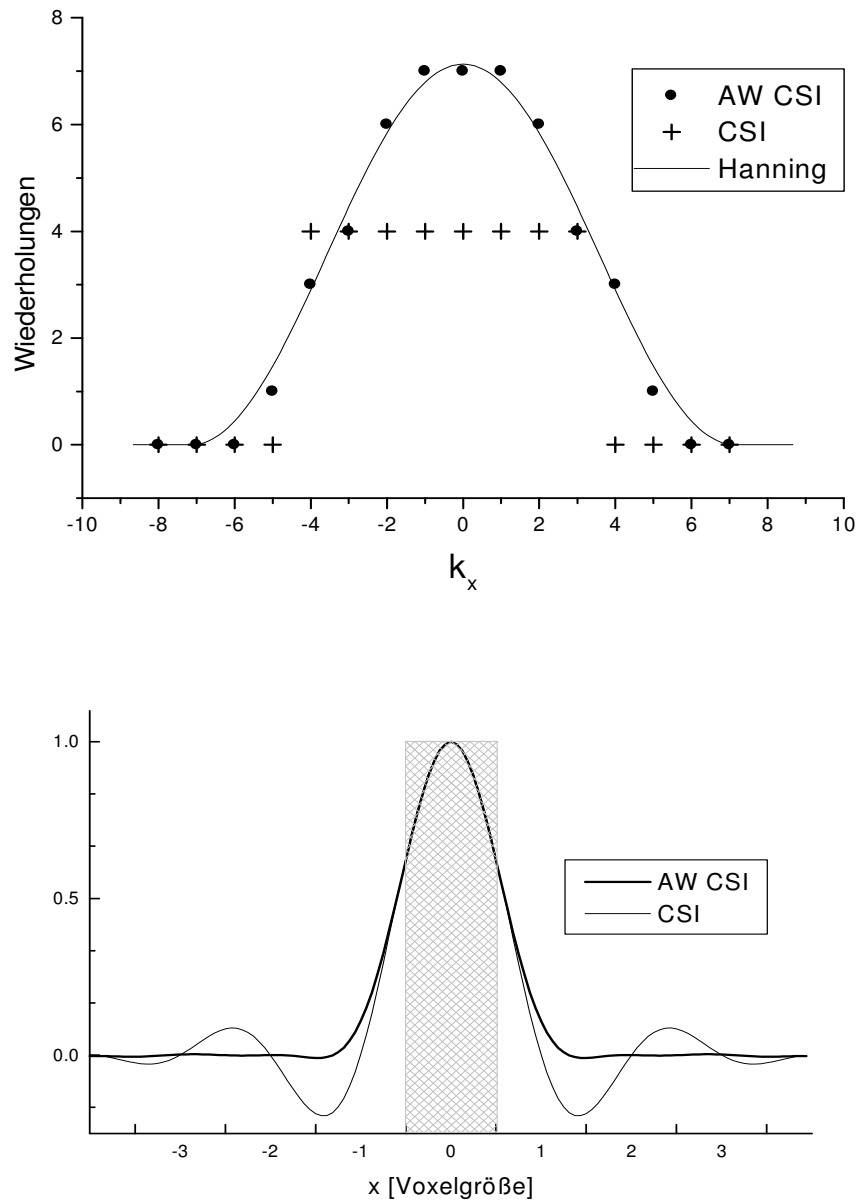 8
6
4
2
0
Wiederholungen
AW CSI
CSI
Hanning
-10 -8 -6 -4 -2 0 2 4 6 8 10
kx
1.0
0.5
0.0
AW CSI
CSI
-3 -2 -1 0 1 2 3
x [Voxelgröße]